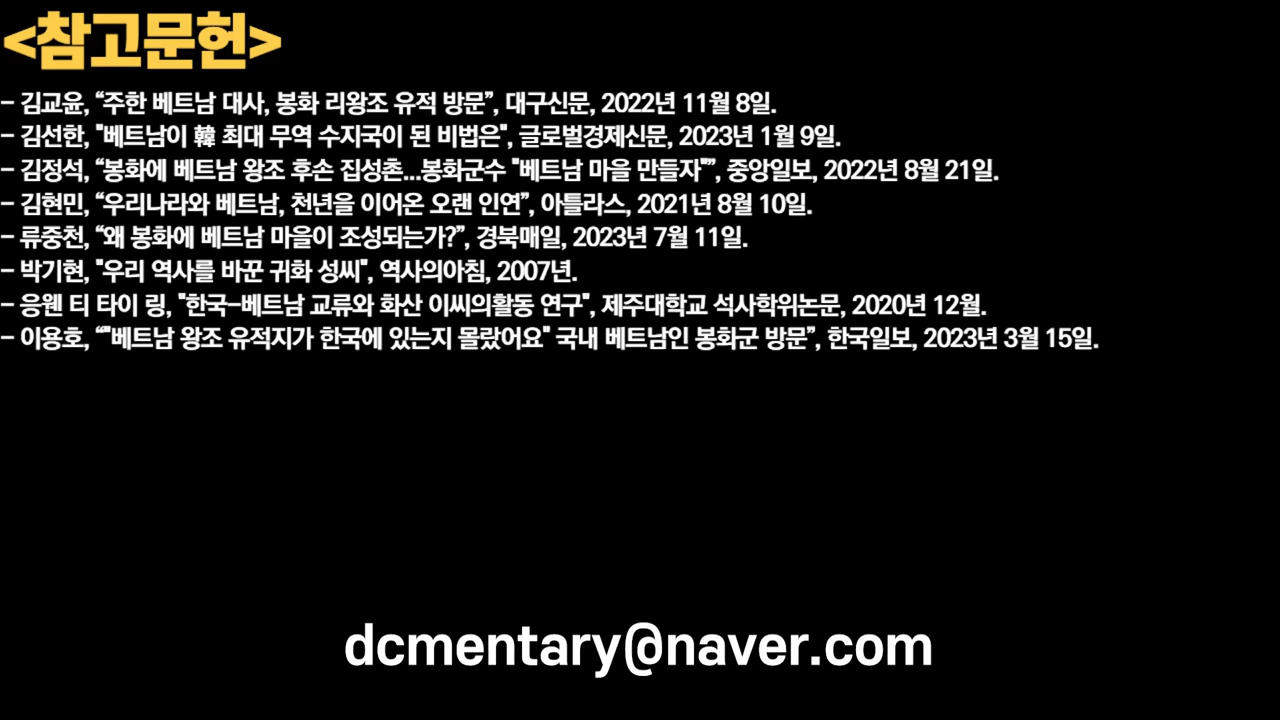 <참고문헌>
- 김교윤, “주한 베트남 대사, 봉화 리왕조 유적 방문”, 대구신문, 2022년 11월 8일.
- 김선한, "베트남이 韓 최대 무역 수지국이 된 비법은", 글로벌경제신문, 2023년 1월 9일.
- 김정석, “봉화에 베트남 왕조 후손 집성촌...봉화군수 "베트남 마을 만들자"”, 중앙일보, 2022년 8월 21일.
- 김현민, “우리나라와 베트남, 천년을 이어온 오랜 인연”, 아틀라스, 2021년 8월 10일.
- 류중천, “왜 봉화에 베트남 마을이 조성되는가?”, 경북매일, 2023년 7월 11일.
- 박기현, "우리 역사를 바꾼 귀화 성씨", 역사의아침, 2007년.
- 응웬 티 타이 링, "한국-베트남 교류와 화산 이씨의활동 연구", 제주대학교 석사학위논문, 2020년 12월.
- 이용호, “"베트남 왕조 유적지가 한국에 있는지 몰랐어요" 국내 베트남인 봉화군 방문”, 한국일보, 2023년 3월 15일.
dcmentary@naver.com